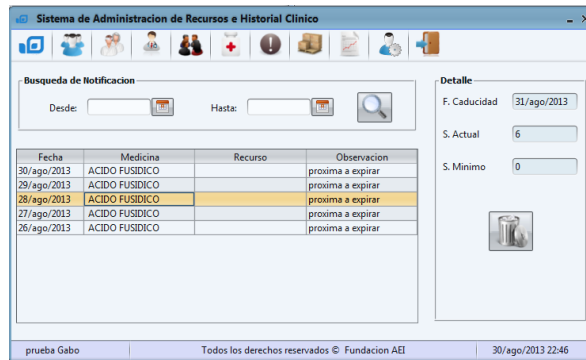 Sistema de Administracion de Recursos e Historial Clinico
Busqueda de Notificacion
Desde: Hasta:
Fecha Medicina Recurso Observacion
30/ago/2013 ACIDO FUSIDICO proxima a expirar
29/ago/2013 ACIDO FUSIDICO proxima a expirar
28/ago/2013 ACIDO FUSIDICO proxima a expirar
27/ago/2013 ACIDO FUSIDICO proxima a expirar
26/ago/2013 ACIDO FUSIDICO proxima a expirar
Detalle
F. Caducidad 31/ago/2013
S. Actual 6
S. Minimo 0
prueba Gabo Todos los derechos reservados © Fundacion AEI 30/ago/2013 22:46